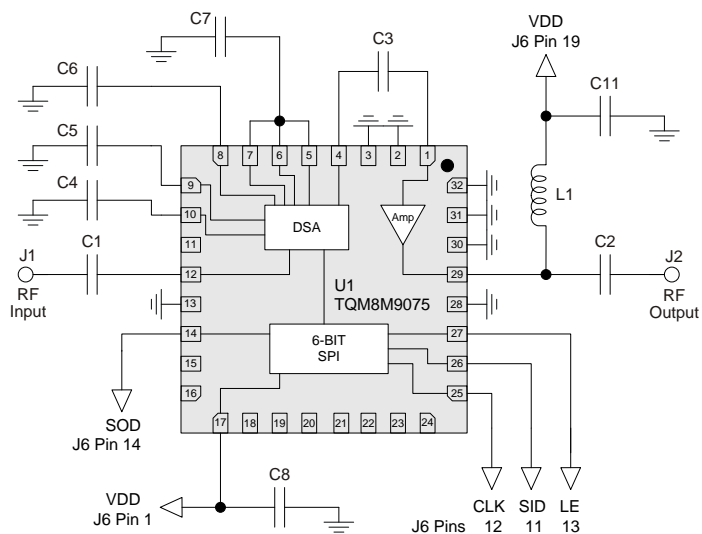 C7
VDD
J6 Pin 19
C3
C6
C11
C5
8
7
6
5
4
3
2
1
C4
9
32
L1
10
DSA
Amp
31
11
30
J1
C1
12
29
C2
J2
RF
Input
U1
TQM8M9075
RF
Output
13
28
14
6-BIT
SPI
27
15
26
16
25
SOD
J6 Pin 14
17
18
19
20
21
22
23
24
VDD
J6 Pin 1
C8
CLK
SID
LE
J6 Pins
12
11
13